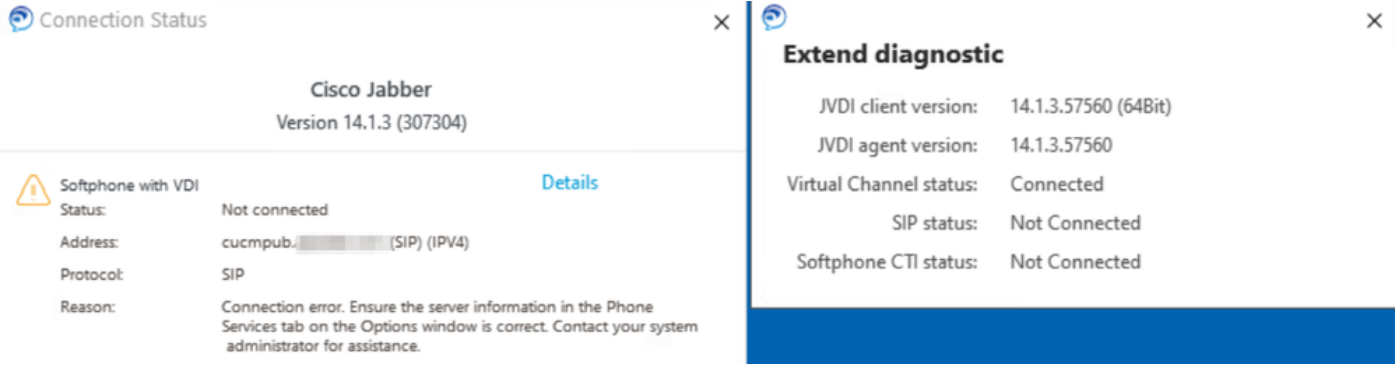 Connection Status
Cisco Jabber
Version 14.1.3 (307304)
Softphone with VDI
Details
Status: Not connected
Address: cucmpub. (SIP) (IPV4)
Protocol: SIP
Reason: Connection error. Ensure the server information in the Phone
Services tab on the Options window is correct. Contact your system
administrator for assistance.
Extend diagnostic
JVDI client version: 14.1.3.57560 (64Bit)
JVDI agent version: 14.1.3.57560
Virtual Channel status: Connected
SIP status: Not Connected
Softphone CTI status: Not Connected